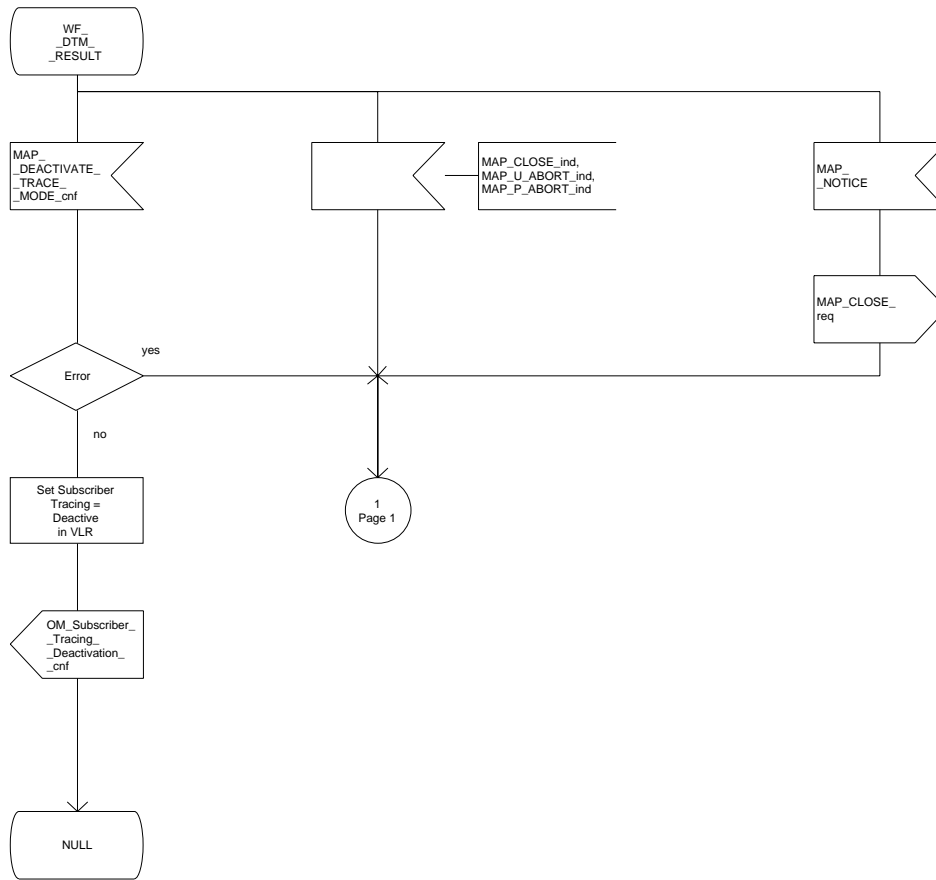 WF_
_DTM_
_RESULT
MAP_
_DEACTIVATE_
_TRACE_
_MODE_cnf
MAP_CLOSE_ind,
MAP_U_ABORT_ind,
MAP_P_ABORT_ind
MAP_
_NOTICE
MAP_CLOSE_
req
Error
yes
no
Set Subscriber
Tracing =
Deactive
in VLR
1
Page 1
OM_Subscriber_
_Tracing_
_Deactivation_
_cnf
NULL